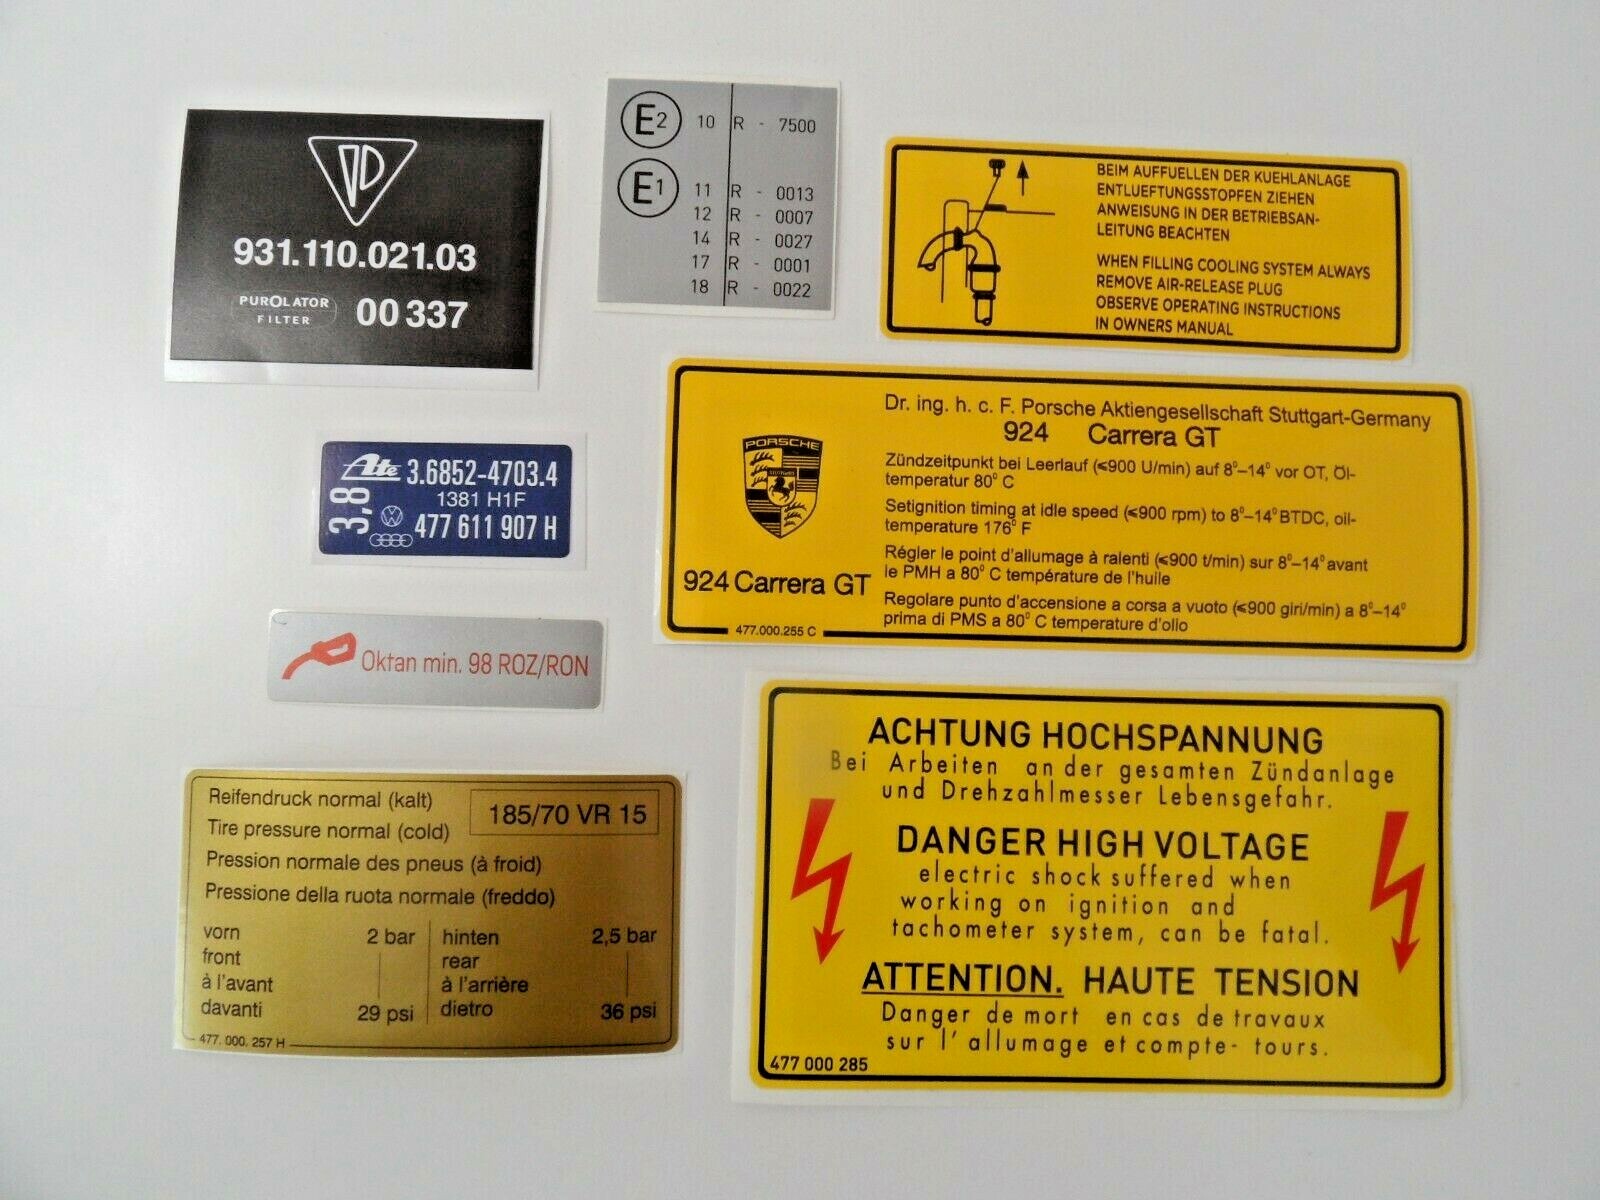 931.110.021.03
PUROLATOR
FILTER
00 337
E2 10 R - 7500
E1 11 R - 0013
12 R - 0007
14 R - 0027
17 R - 0001
18 R - 0022
BEIM AUFFUELLEN DER KUEHLANLAGE
ENTLUEFTUNGSSTOPFEN ZIEHEN
ANWEISUNG IN DER BETRIEBSAN-
LEITUNG BEACHTEN
WHEN FILLING COOLING SYSTEM ALWAYS
REMOVE AIR-RELEASE PLUG
OBSERVE OPERATING INSTRUCTIONS
IN OWNERS MANUAL
Ate 3.6852-4703.4
1381 H1F
3,8
477 611 907 H
PORSCHE
STUTTGART
924 Carrera GT
Dr. ing. h. c. F. Porsche Aktiengesellschaft Stuttgart-Germany
924 Carrera GT
Zündzeitpunkt bei Leerlauf (≤900 U/min) auf 8°–14° vor OT, Öl-
temperatur 80° C
Setignition timing at idle speed (≤900 rpm) to 8°–14° BTDC, oil-
temperature 176° F
Régler le point d'allumage à ralenti (≤900 t/min) sur 8°–14° avant
le PMH a 80° C température de l'huile
Regolare punto d'accensione a corsa a vuoto (≤900 giri/min) a 8°–14°
prima di PMS a 80° C temperature d'olio
477.000.255 C
Oktan min. 98 ROZ/RON
Reifendruck normal (kalt)
185/70 VR 15
Tire pressure normal (cold)
Pression normale des pneus (à froid)
Pressione della ruota normale (freddo)
vorn 2 bar hinten 2,5 bar
front rear
à l'avant à l'arrière
davanti 29 psi dietro 36 psi
477. 000. 257 H
ACHTUNG HOCHSPANNUNG
Bei Arbeiten an der gesamten Zündanlage
und Drehzahlmesser Lebensgefahr.
DANGER HIGH VOLTAGE
electric shock suffered when
working on ignition and
tachometer system, can be fatal.
ATTENTION. HAUTE TENSION
Danger de mort en cas de travaux
sur l' allumage et compte- tours.
477 000 285